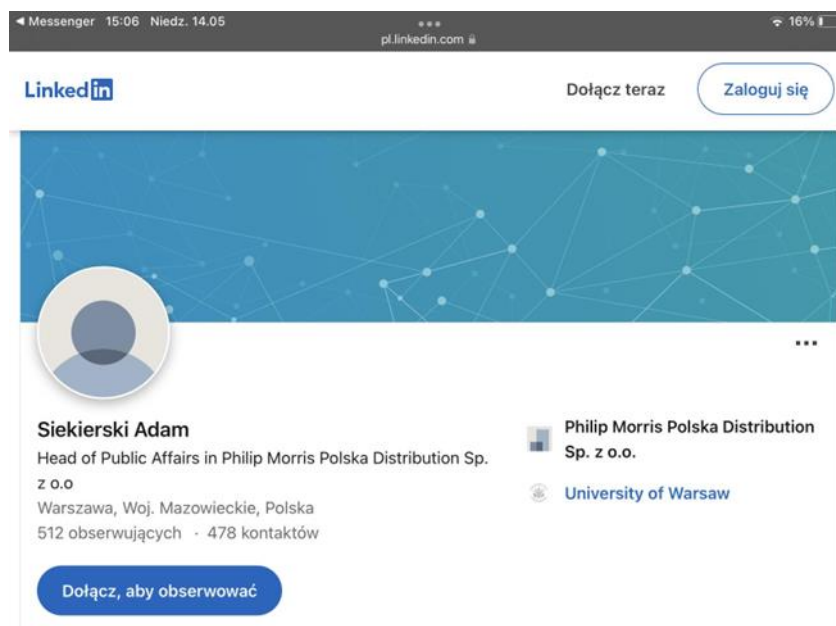 Messenger 15:06 Niedz. 14.05 16%
pl.linkedin.com
Linked in Dołącz teraz Zaloguj się
Siekierski Adam
Head of Public Affairs in Philip Morris Polska Distribution Sp.
z o.o
Warszawa, Woj. Mazowieckie, Polska
512 obserwujących · 478 kontaktów
Dołącz, aby obserwować
Philip Morris Polska Distribution
Sp. z o.o.
University of Warsaw